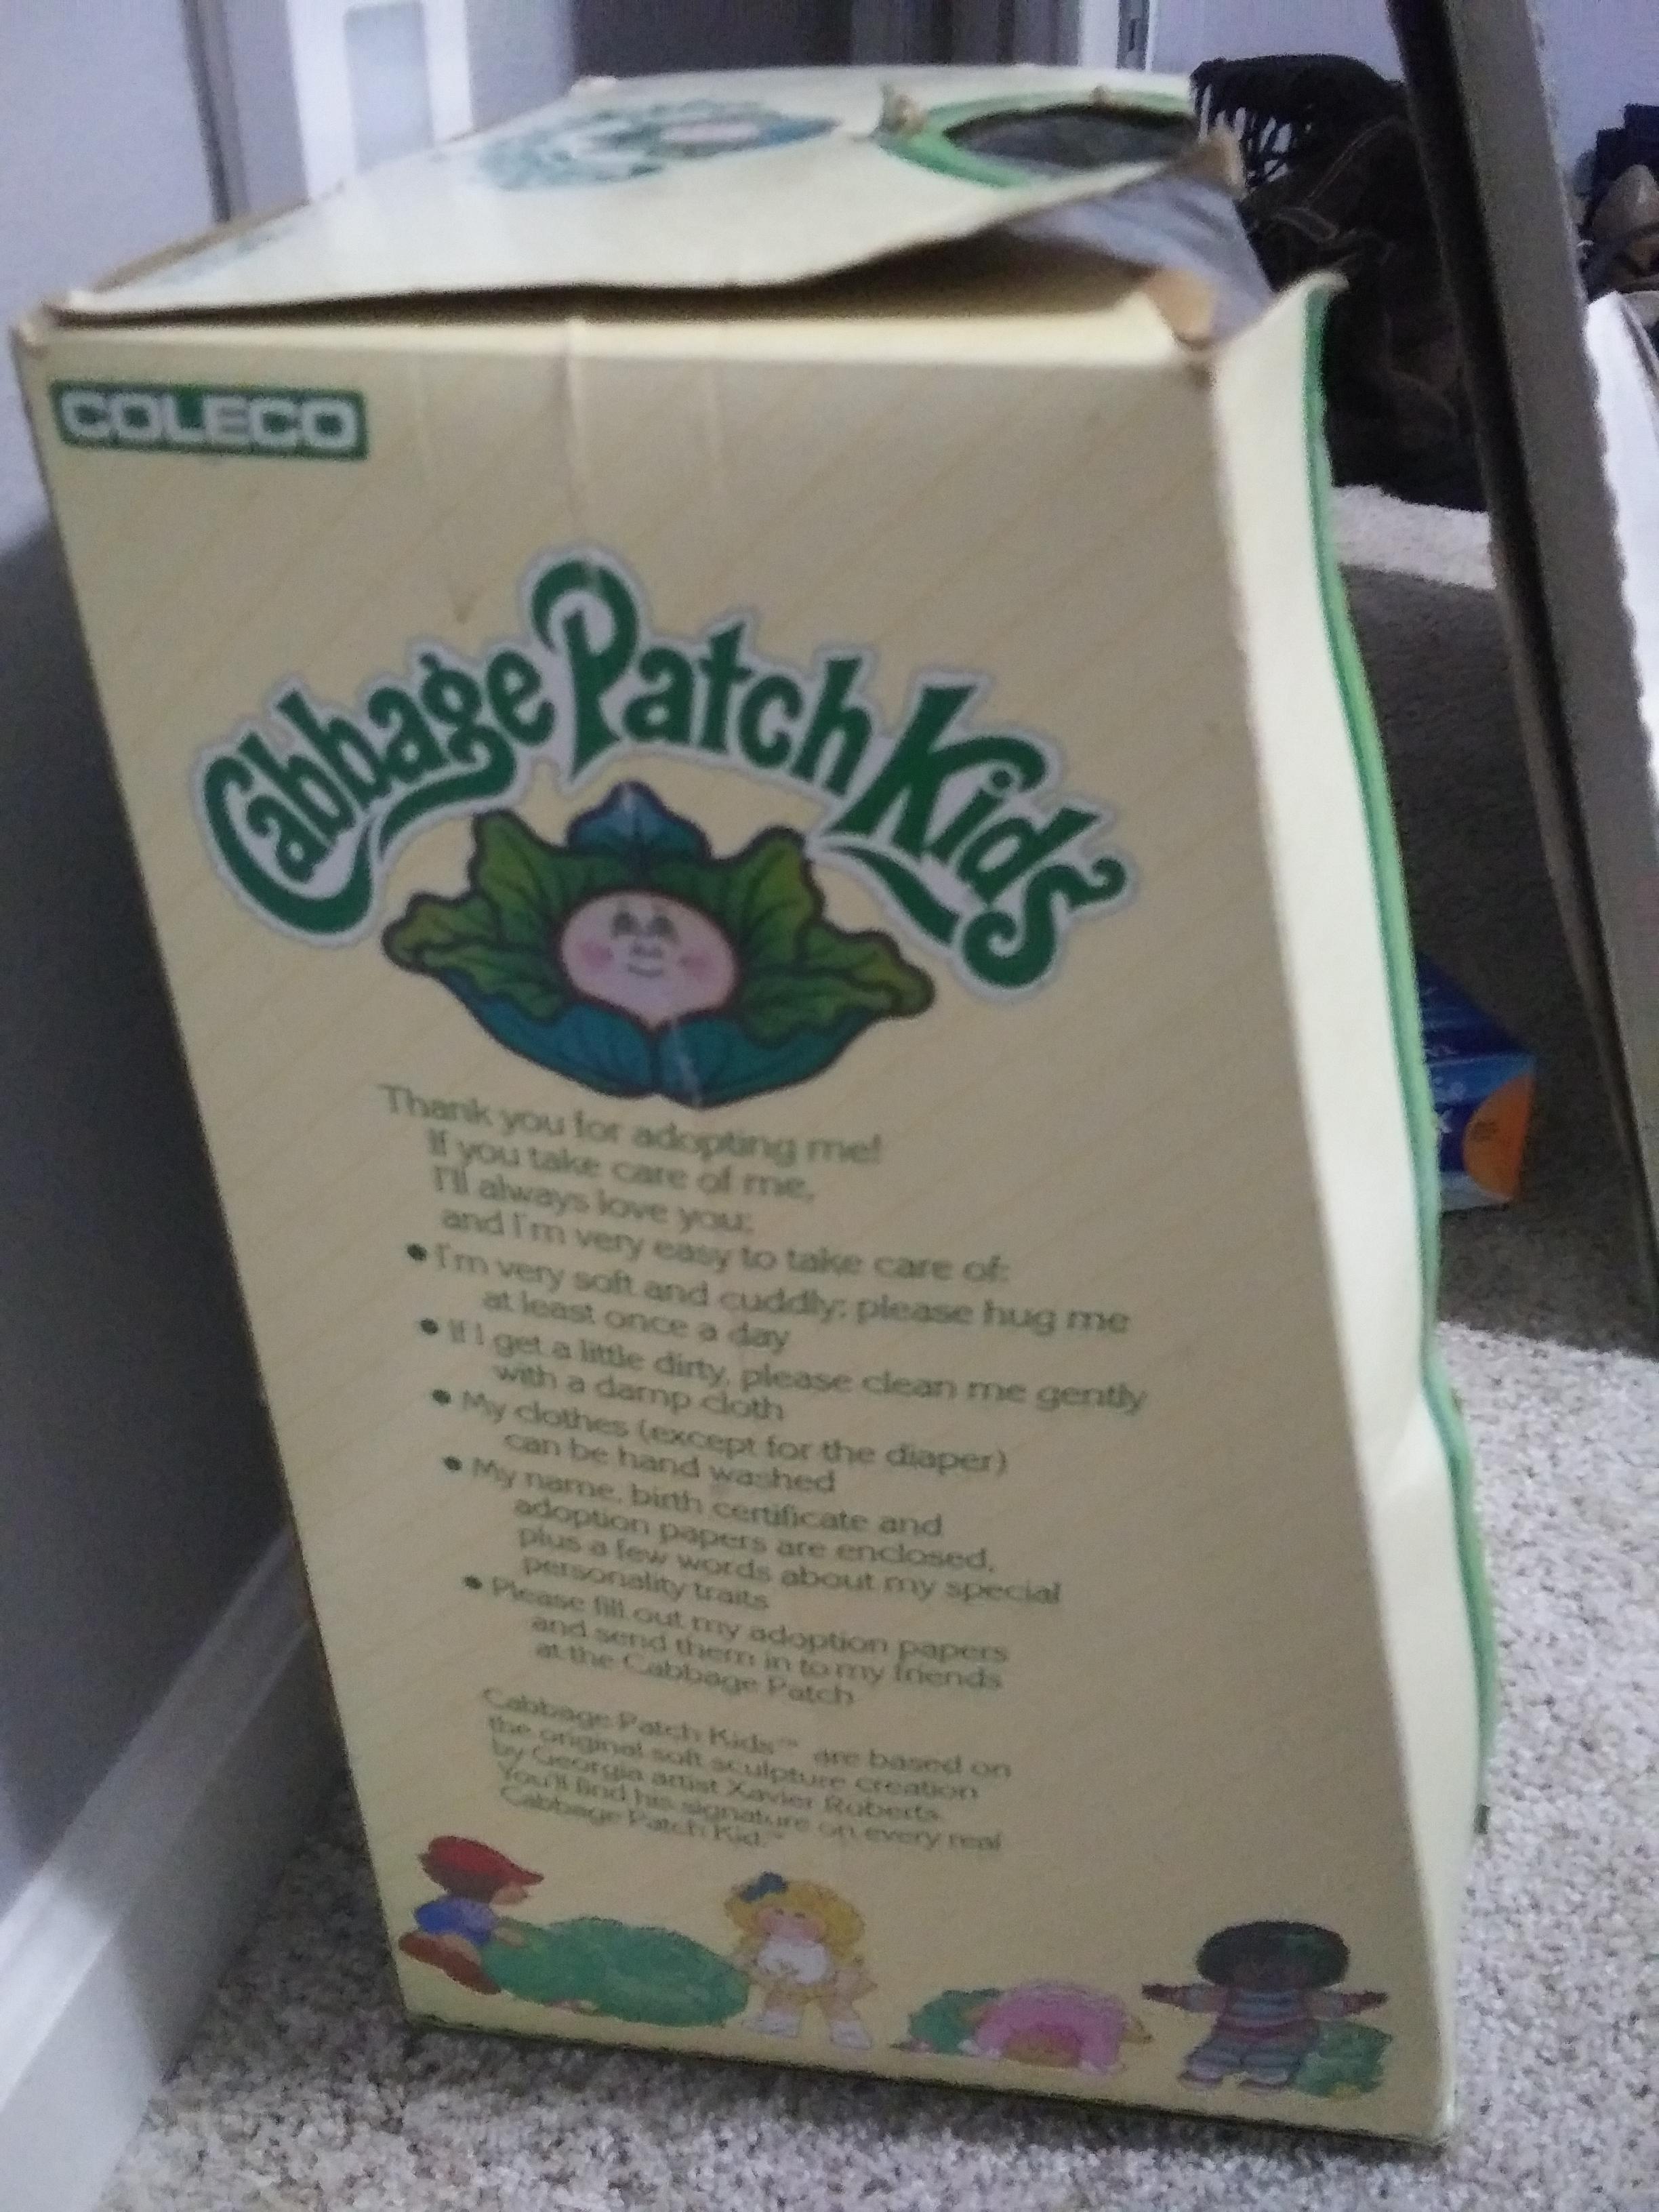 COLECO
Cabbage Patch Kids
Thank you for adopting me!
If you take care of me,
I'll always love you;
and I'm very easy to take care of:
• I'm very soft and cuddly; please hug me
at least once a day
• If I get a little dirty, please clean me gently
with a damp cloth
• My clothes (except for the diaper)
can be hand washed
• My name, birth certificate and
adoption papers are enclosed,
plus a few words about my special
personality traits
• Please fill out my adoption papers
and send them in to my friends
at the Cabbage Patch
Cabbage Patch Kids™ are based on
the original soft sculpture creation
by Georgia artist Xavier Roberts.
You'll find his signature on every real
Cabbage Patch Kid.™